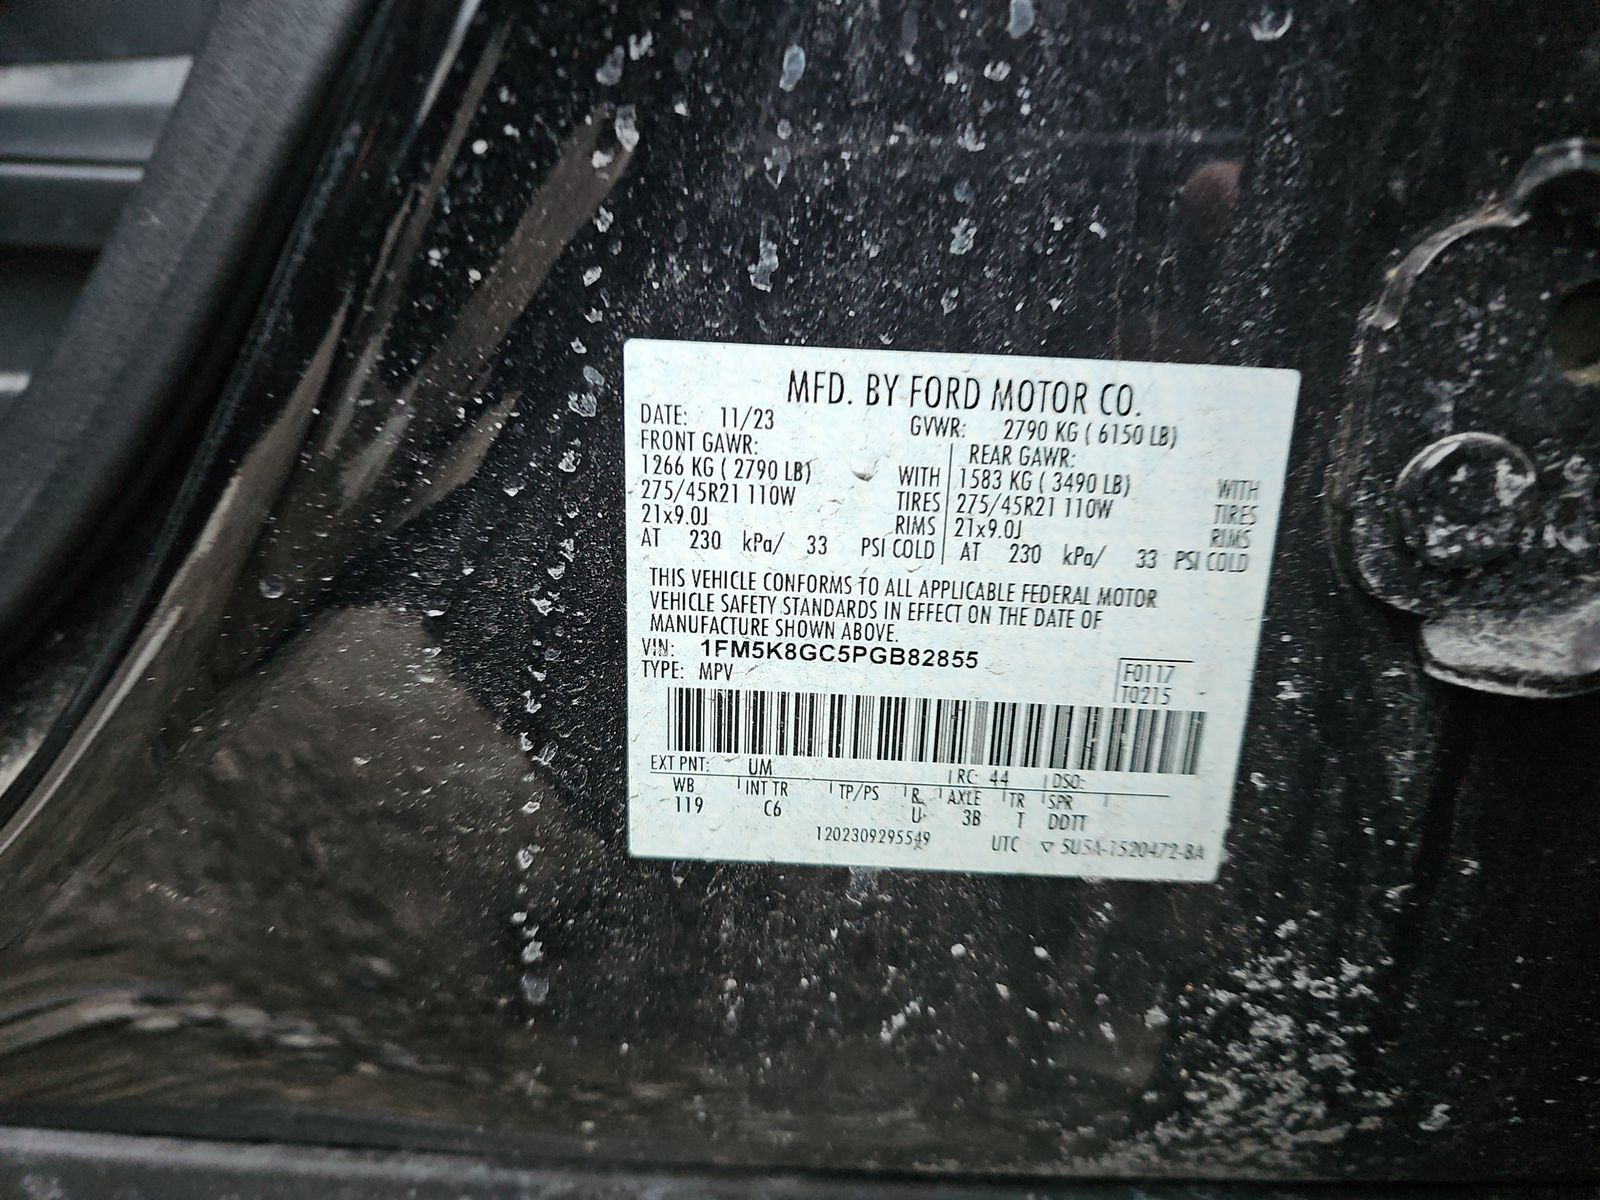 MFD. BY FORD MOTOR CO.
DATE: 11/23 GVWR: 2790 KG ( 6150 LB)
FRONT GAWR: REAR GAWR:
1266 KG ( 2790 LB) WITH 1583 KG ( 3490 LB) WITH
275/45R21 110W TIRES 275/45R21 110W TIRES
21x9.0J RIMS 21x9.0J RIMS
AT 230 kPa/ 33 PSI COLD AT 230 kPa/ 33 PSI COLD
THIS VEHICLE CONFORMS TO ALL APPLICABLE FEDERAL MOTOR
VEHICLE SAFETY STANDARDS IN EFFECT ON THE DATE OF
MANUFACTURE SHOWN ABOVE.
VIN: 1FM5K8GC5PGB82855
TYPE: MPV F0117
T0215
EXT PNT: UM RC: 44 DSO:
WB INT TR TP/PS R AXLE TR SPR
119 C6 U 3B T DDTT
1202309295549 UTC ▽ 5U5A-1520472-BA